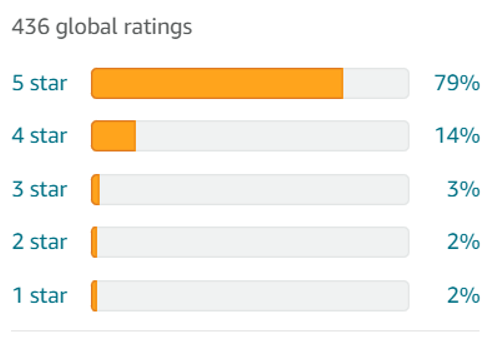 436 global ratings
5 star 79%
4 star 14%
3 star 3%
2 star 2%
1 star 2%